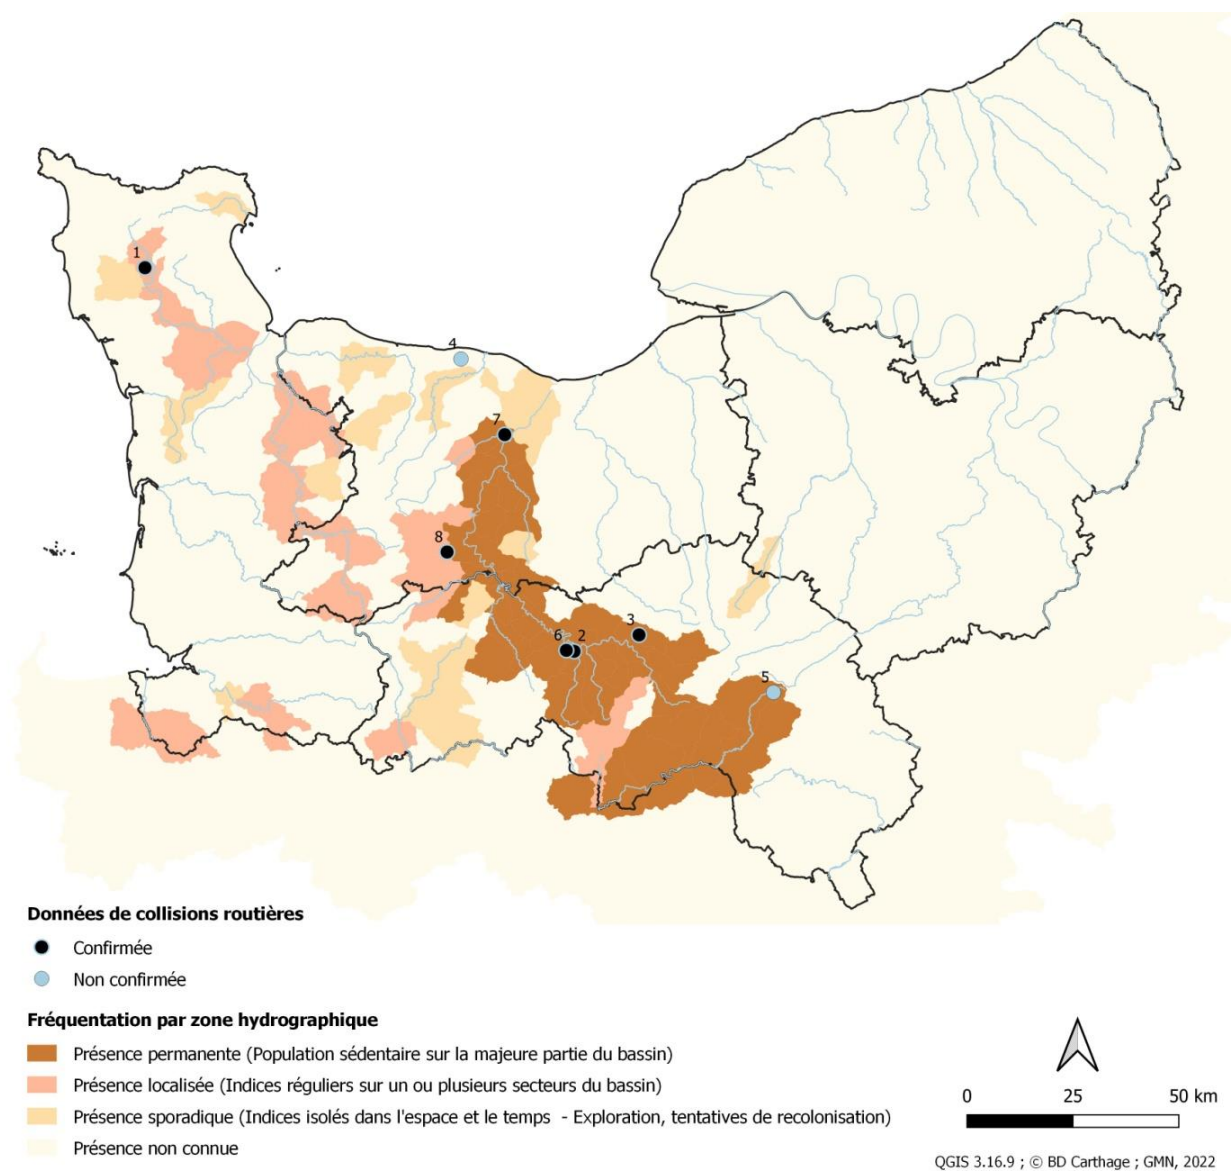 1
4
7
8
3
6 2
5
Données de collisions routières
Confirmée
Non confirmée
Fréquentation par zone hydrographique
Présence permanente (Population sédentaire sur la majeure partie du bassin)
Présence localisée (Indices réguliers sur un ou plusieurs secteurs du bassin)
Présence sporadique (Indices isolés dans l'espace et le temps - Exploration, tentatives de recolonisation)
Présence non connue
0 25 50 km
QGIS 3.16.9 ; © BD Carthage ; GMN, 2022